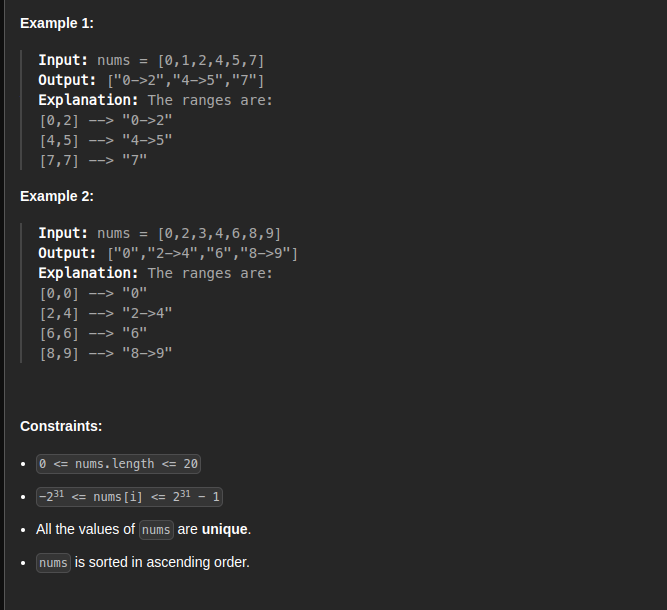 Example 1:
Input: nums = [0,1,2,4,5,7]
Output: ["0->2","4->5","7"]
Explanation: The ranges are:
[0,2] --> "0->2"
[4,5] --> "4->5"
[7,7] --> "7"
Example 2:
Input: nums = [0,2,3,4,6,8,9]
Output: ["0","2->4","6","8->9"]
Explanation: The ranges are:
[0,0] --> "0"
[2,4] --> "2->4"
[6,6] --> "6"
[8,9] --> "8->9"
Constraints:
• 0 <= nums.length <= 20
• −2³¹ <= nums[i] <= 2³¹ − 1
• All the values of nums are unique.
• nums is sorted in ascending order.